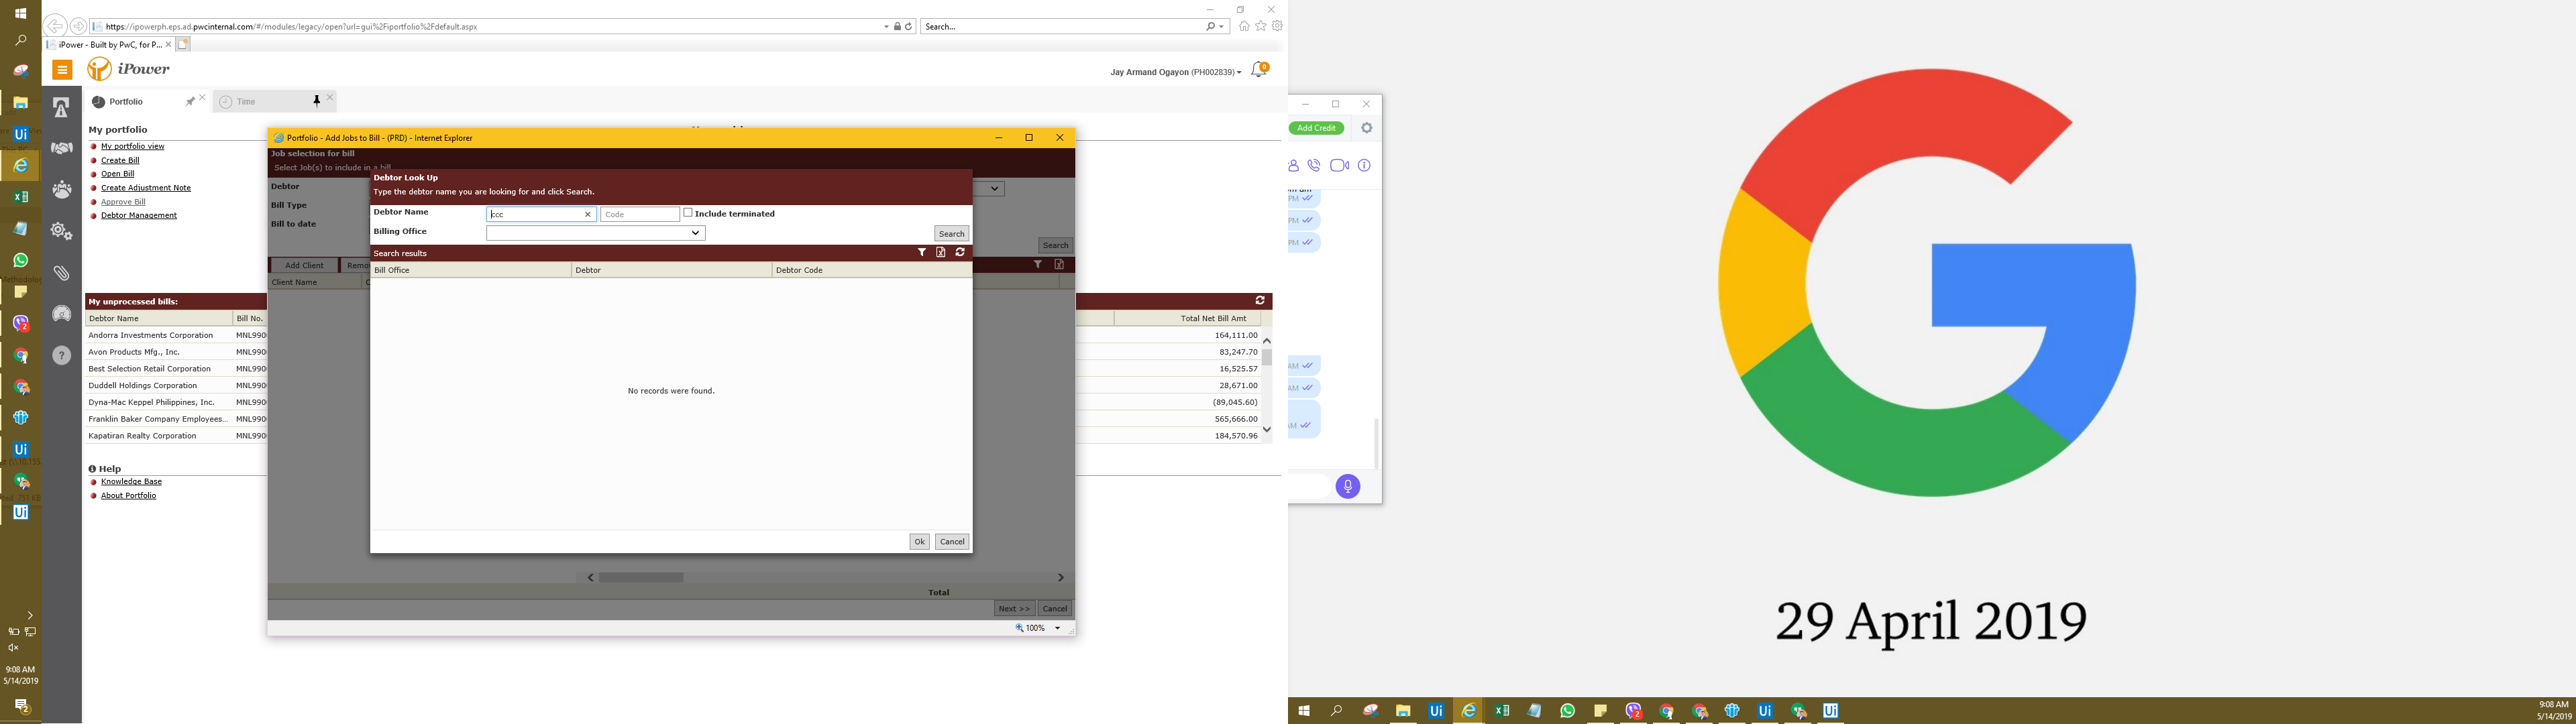 https://ipowerph.eps.ad.pwcinternal.com/#/modules/legacy/open?url=gui%2Fiportfolio%2Fdefault.aspx
Search...
iPower - Built by PwC, for P...
iPower
Jay Armand Ogayon (PH002839)
0
Portfolio
Time
My portfolio
My portfolio view
Create Bill
Open Bill
Create Adjustment Note
Approve Bill
Debtor Management
Portfolio - Add Jobs to Bill - (PRD) - Internet Explorer
Job selection for bill
Select Job(s) to include in a bill
Debtor
Bill Type
Bill to date
Search
Add Client
Client Name
Debtor Look Up
Type the debtor name you are looking for and click Search.
Debtor Name
ccc
Code
Include terminated
Billing Office
Search
Search results
Bill Office
Debtor
Debtor Code
No records were found.
Ok
Cancel
Total
Next >>
Cancel
100%
My unprocessed bills:
Debtor Name
Bill No.
Total Net Bill Amt
Andorra Investments Corporation
164,111.00
Avon Products Mfg., Inc.
83,247.70
Best Selection Retail Corporation
16,525.57
Duddell Holdings Corporation
28,671.00
Dyna-Mac Keppel Philippines, Inc.
(89,045.60)
Franklin Baker Company Employees...
565,666.00
Kapatiran Realty Corporation
184,570.96
Help
Knowledge Base
About Portfolio
9:08 AM
5/14/2019
2
Add Credit
PM
PM
PM
AM
AM
AM
29 April 2019
9:08 AM
5/14/2019